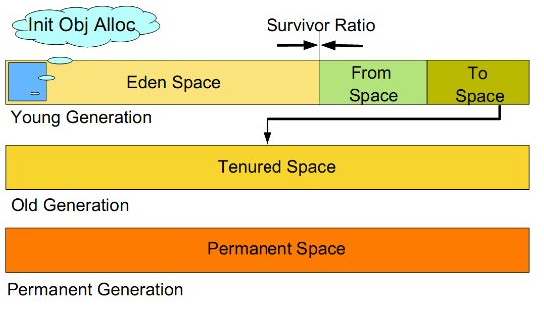 Init Obj Alloc
Survivor Ratio
Eden Space
From
Space
To
Space
Young Generation
Tenured Space
Old Generation
Permanent Space
Permanent Generation